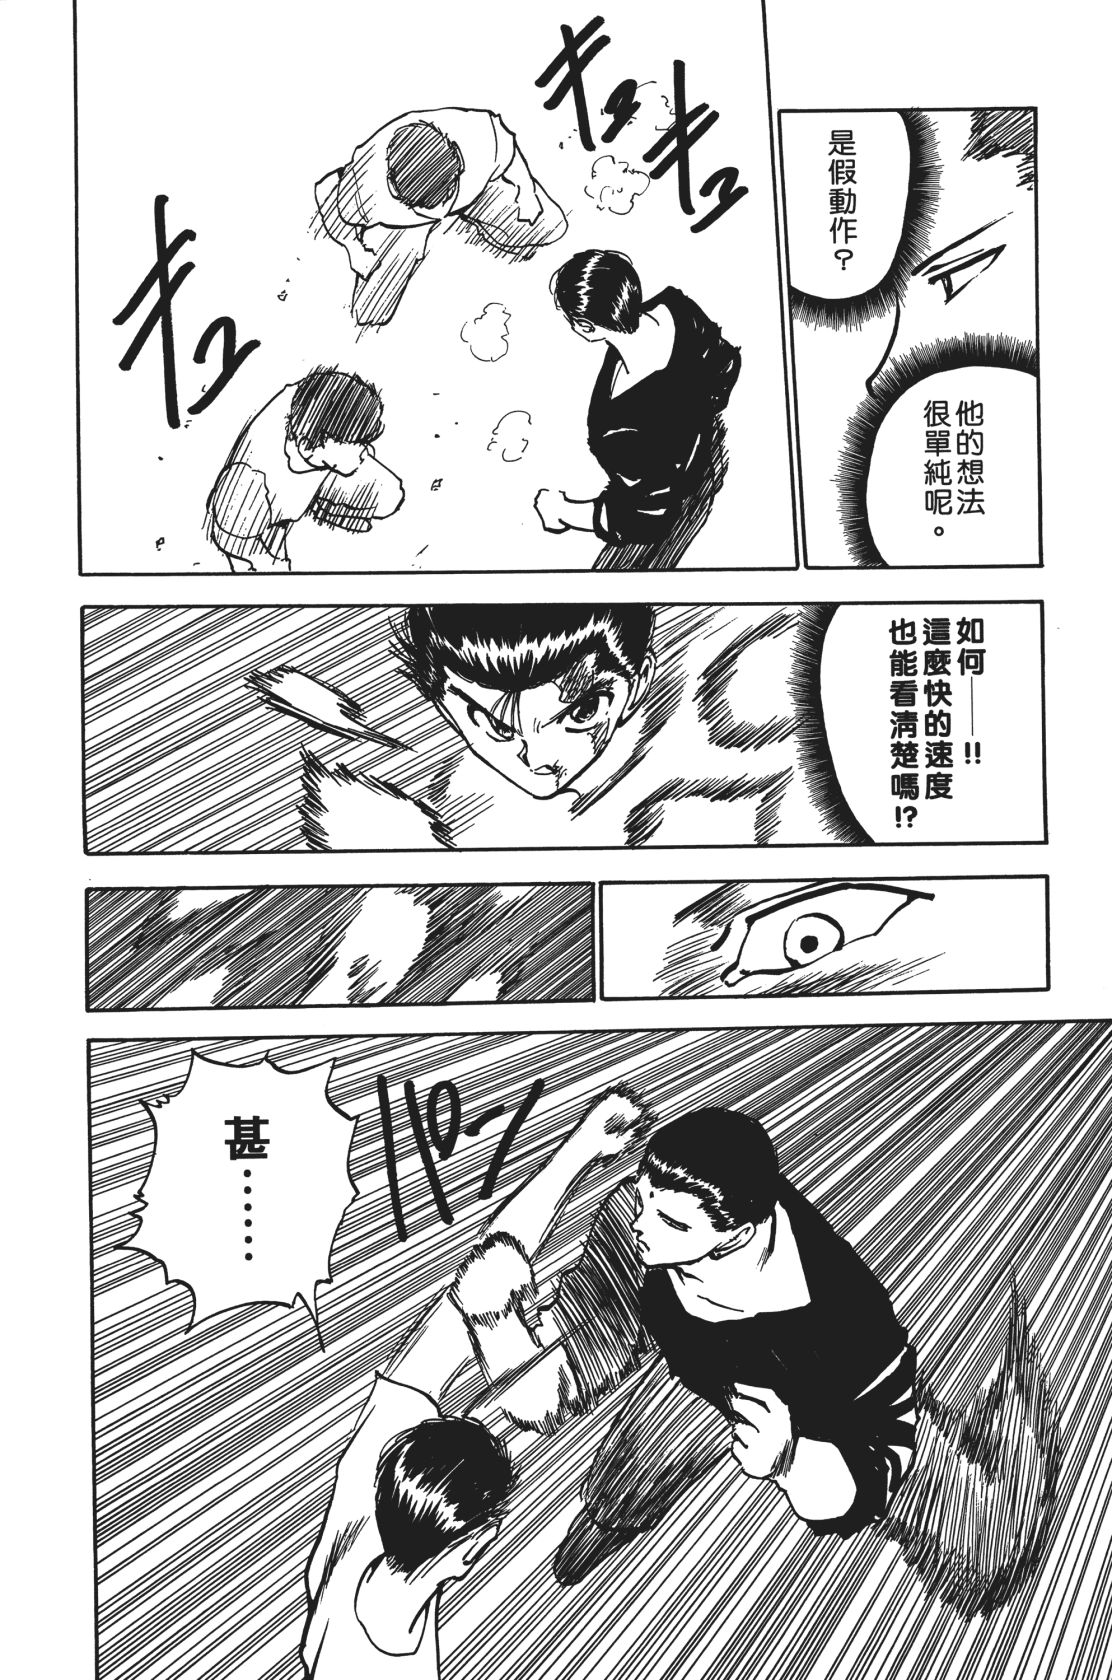 是假動作？
他的想法
很單純呢。
キュ
キュ
キュ
如何——!!
這麼快的速度
也能看清楚嗎!?
甚……
パシ